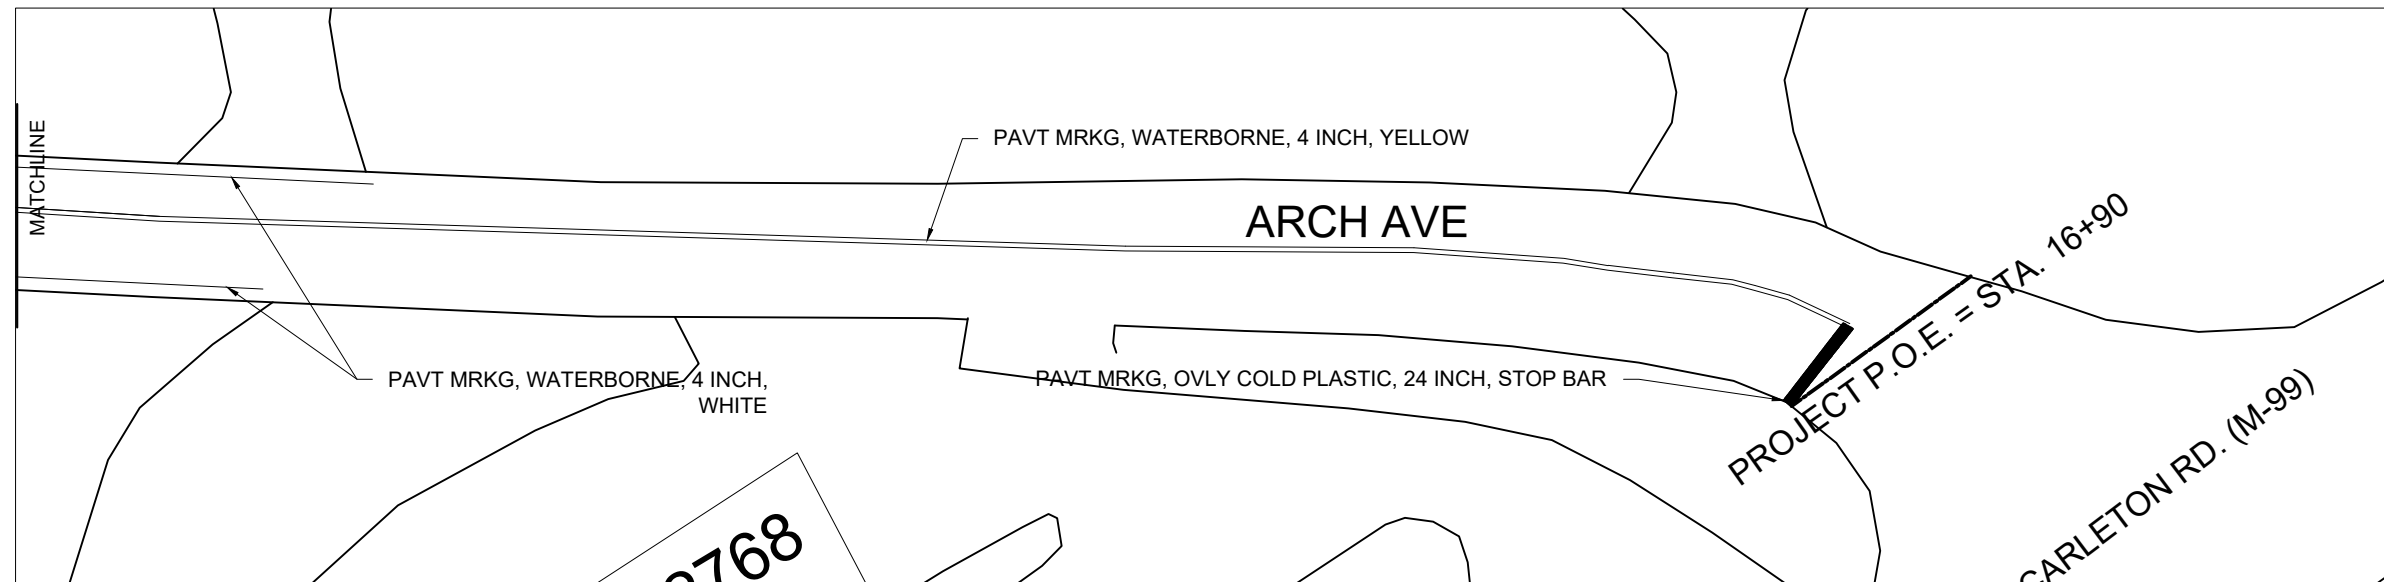 MATCHLINE
PAVT MRKG, WATERBORNE, 4 INCH, YELLOW
ARCH AVE
PROJECT P.O.E. = STA. 16+90
PAVT MRKG, WATERBORNE, 4 INCH,
WHITE
PAVT MRKG, OVLY COLD PLASTIC, 24 INCH, STOP BAR
CARLETON RD. (M-99)
768